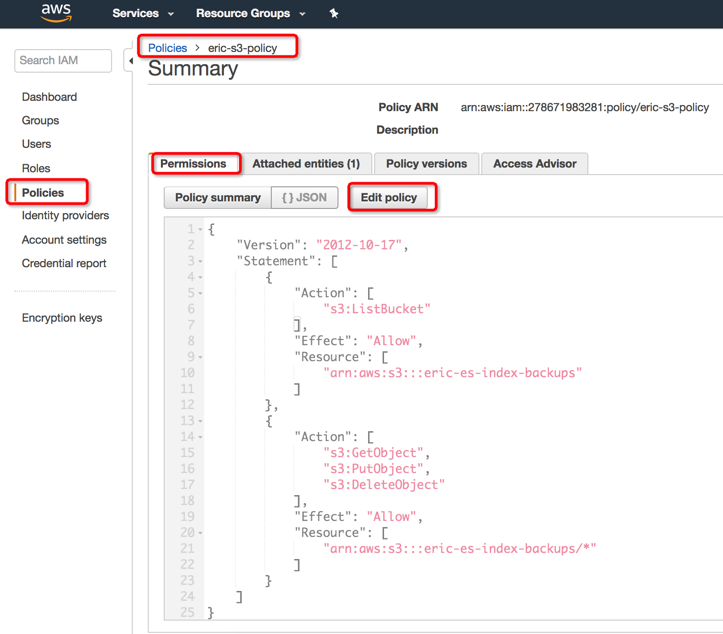 aws Services Resource Groups
Search IAM
Dashboard
Groups
Users
Roles
Policies
Identity providers
Account settings
Credential report
Encryption keys
Policies > eric-s3-policy
Summary
Policy ARN arn:aws:iam::278671983281:policy/eric-s3-policy
Description
Permissions Attached entities (1) Policy versions Access Advisor
Policy summary { } JSON Edit policy
1 {
2     "Version": "2012-10-17",
3     "Statement": [
4         {
5             "Action": [
6                 "s3:ListBucket"
7             ],
8             "Effect": "Allow",
9             "Resource": [
10                 "arn:aws:s3:::eric-es-index-backups"
11             ]
12         },
13         {
14             "Action": [
15                 "s3:GetObject",
16                 "s3:PutObject",
17                 "s3:DeleteObject"
18             ],
19             "Effect": "Allow",
20             "Resource": [
21                 "arn:aws:s3:::eric-es-index-backups/*"
22             ]
23         }
24     ]
25 }